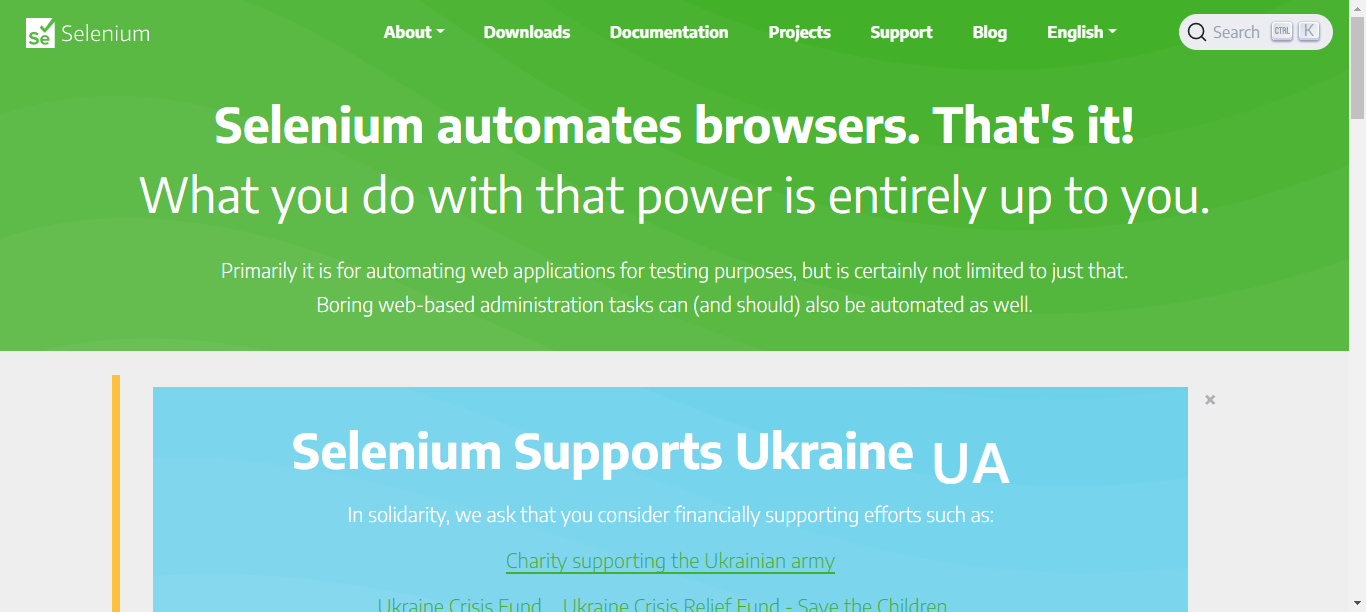 Se Selenium About Downloads Documentation Projects Support Blog English Search CTRL K
Selenium automates browsers. That's it!
What you do with that power is entirely up to you.
Primarily it is for automating web applications for testing purposes, but is certainly not limited to just that.
Boring web-based administration tasks can (and should) also be automated as well.
Selenium Supports Ukraine UA
In solidarity, we ask that you consider financially supporting efforts such as:
Charity supporting the Ukrainian army
Ukraine Crisis Fund Ukraine Crisis Relief Fund - Save the Children